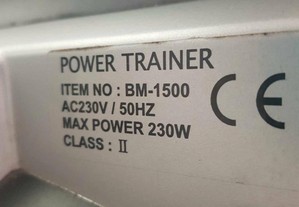 POWER TRAINER
ITEM NO : BM-1500
AC230V / 50HZ
MAX POWER 230W
CLASS : II
CE